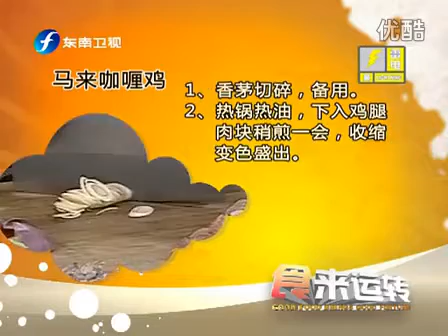 优酷
东南卫视
马来咖喱鸡
1、香茅切碎，备用。
2、热锅热油，下入鸡腿
肉块稍煎一会，收缩
变色盛出。
食来运转